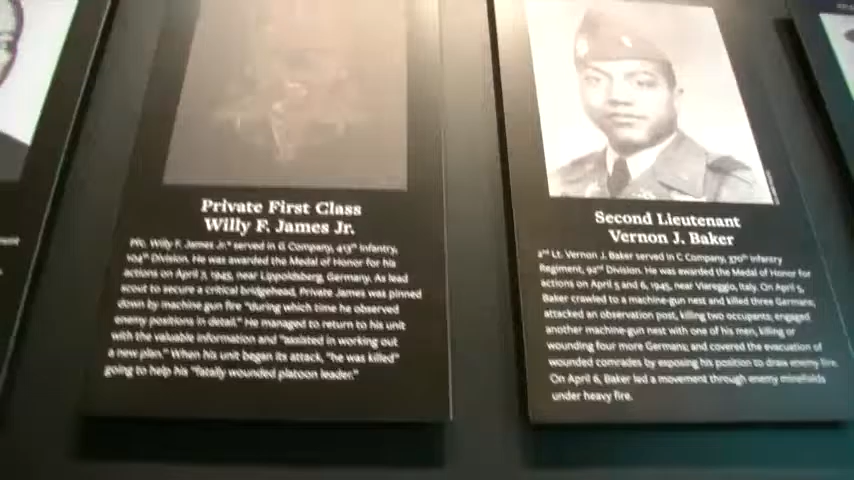 Private First Class
Willy F. James Jr.
Pfc. Willy F. James Jr.* served in G Company, 413th Infantry,
104th Division. He was awarded the Medal of Honor for his
actions on April 7, 1945, near Lippoldsberg, Germany. As lead
scout to secure a critical bridgehead, Private James was pinned
down by machine gun fire "during which time he observed
enemy positions in detail." He managed to return to his unit
with the valuable information and "assisted in working out
a new plan." When his unit began its attack, "he was killed"
going to help his "fatally wounded platoon leader."
Second Lieutenant
Vernon J. Baker
2nd Lt. Vernon J. Baker served in C Company, 370th Infantry
Regiment, 92nd Division. He was awarded the Medal of Honor for
actions on April 5 and 6, 1945, near Viareggio, Italy. On April 5,
Baker crawled to a machine-gun nest and killed three Germans,
attacked an observation post, killing two occupants; engaged
another machine-gun nest with one of his men, killing or
wounding four more Germans; and covered the evacuation of
wounded comrades by exposing his position to draw enemy fire.
On April 6, Baker led a movement through enemy minefields
under heavy fire.